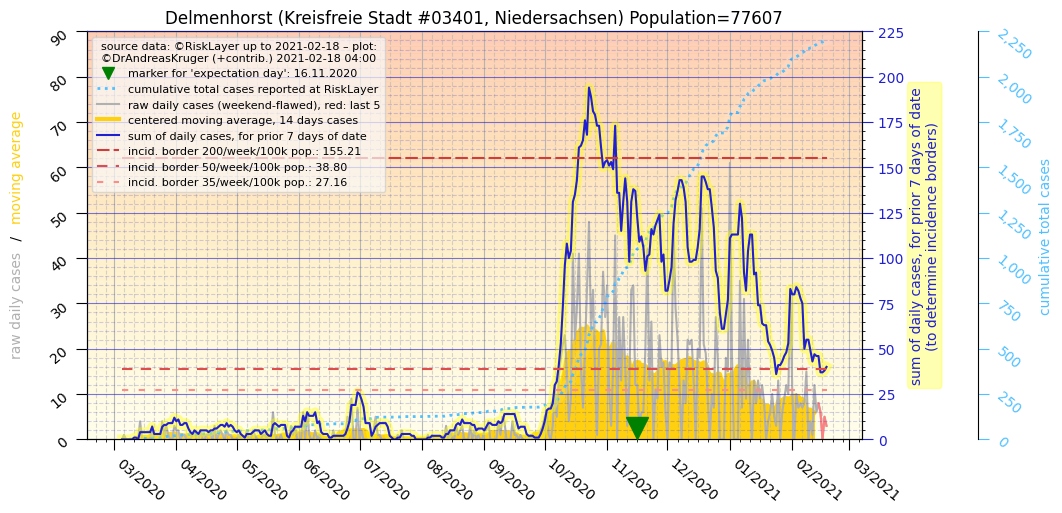 Delmenhorst (Kreisfreie Stadt #03401, Niedersachsen) Population=77607
source data: ©RiskLayer up to 2021-02-18 – plot:
©DrAndreasKruger (+contrib.) 2021-02-18 04:00
marker for 'expectation day': 16.11.2020
cumulative total cases reported at RiskLayer
raw daily cases (weekend-flawed), red: last 5
centered moving average, 14 days cases
sum of daily cases, for prior 7 days of date
incid. border 200/week/100k pop.: 155.21
incid. border 50/week/100k pop.: 38.80
incid. border 35/week/100k pop.: 27.16
raw daily cases / moving average
90
80
70
60
50
40
30
20
10
0
225
200
175
150
125
100
75
50
25
0
sum of daily cases, for prior 7 days of date
(to determine incidence borders)
2,250
2,000
1,750
1,500
1,250
1,000
750
500
250
0
cumulative total cases
03/2020
04/2020
05/2020
06/2020
07/2020
08/2020
09/2020
10/2020
11/2020
12/2020
01/2021
02/2021
03/2021